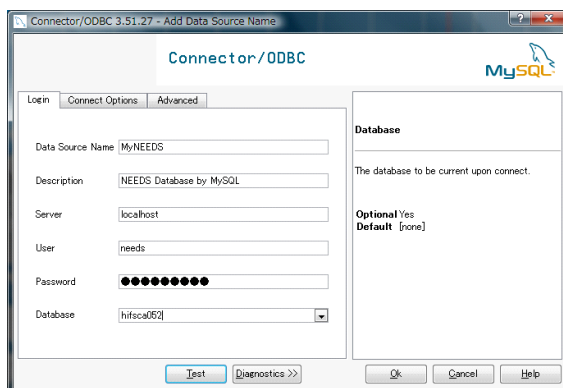 Connector/ODBC 3.51.27 - Add Data Source Name
Connector/ODBC
MySQL
Login Connect Options Advanced
Data Source Name MyNEEDS
Description NEEDS Database by MySQL
Server localhost
User needs
Password ●●●●●●●●●
Database hifsca052
Database
The database to be current upon connect.
Optional Yes
Default [none]
Test Diagnostics >> Ok Cancel Help